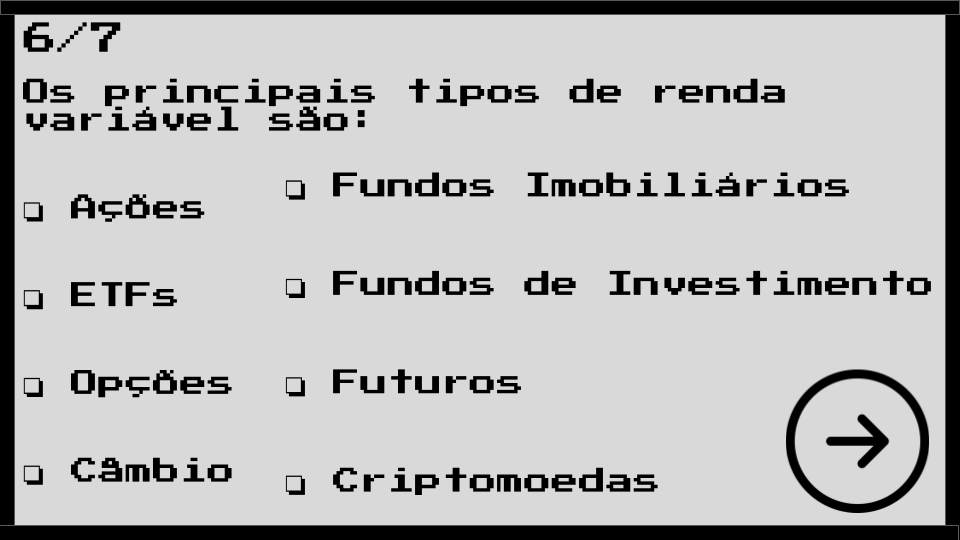 6/7
Os principais tipos de renda
variável são:
❏ Ações
❏ ETFs
❏ Opções
❏ Câmbio
❏ Fundos Imobiliários
❏ Fundos de Investimento
❏ Futuros
❏ Criptomoedas